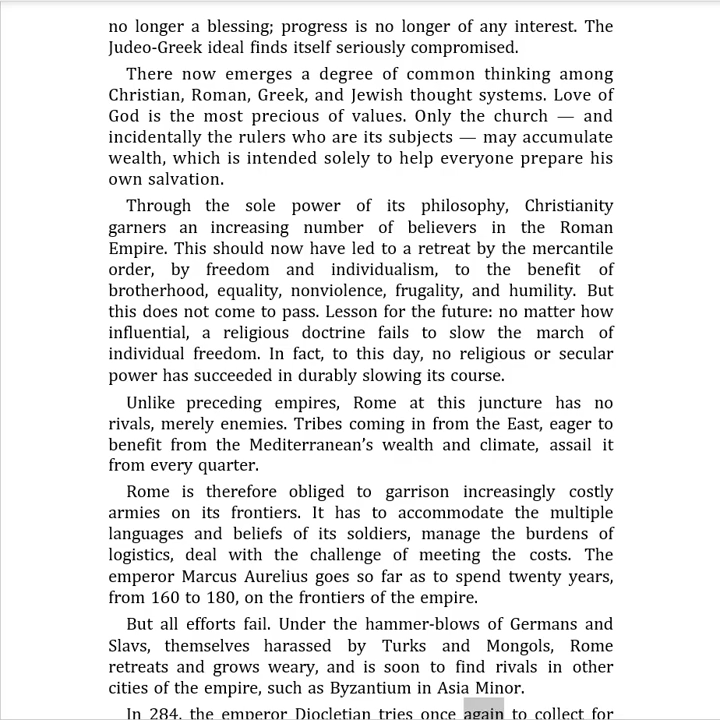 no longer a blessing; progress is no longer of any interest. The
Judeo-Greek ideal finds itself seriously compromised.
There now emerges a degree of common thinking among
Christian, Roman, Greek, and Jewish thought systems. Love of
God is the most precious of values. Only the church — and
incidentally the rulers who are its subjects — may accumulate
wealth, which is intended solely to help everyone prepare his
own salvation.
Through the sole power of its philosophy, Christianity
garners an increasing number of believers in the Roman
Empire. This should now have led to a retreat by the mercantile
order, by freedom and individualism, to the benefit of
brotherhood, equality, nonviolence, frugality, and humility. But
this does not come to pass. Lesson for the future: no matter how
influential, a religious doctrine fails to slow the march of
individual freedom. In fact, to this day, no religious or secular
power has succeeded in durably slowing its course.
Unlike preceding empires, Rome at this juncture has no
rivals, merely enemies. Tribes coming in from the East, eager to
benefit from the Mediterranean’s wealth and climate, assail it
from every quarter.
Rome is therefore obliged to garrison increasingly costly
armies on its frontiers. It has to accommodate the multiple
languages and beliefs of its soldiers, manage the burdens of
logistics, deal with the challenge of meeting the costs. The
emperor Marcus Aurelius goes so far as to spend twenty years,
from 160 to 180, on the frontiers of the empire.
But all efforts fail. Under the hammer-blows of Germans and
Slavs, themselves harassed by Turks and Mongols, Rome
retreats and grows weary, and is soon to find rivals in other
cities of the empire, such as Byzantium in Asia Minor.
In 284, the emperor Diocletian tries once again to collect for